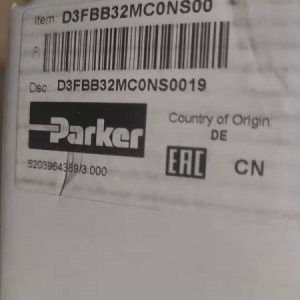 Item: D3FBB32MC0NS00
(P)
Dsc: D3FBB32MC0NS0019
Parker
Country of Origin:
DE
S203964389/3.000
EAC
CN